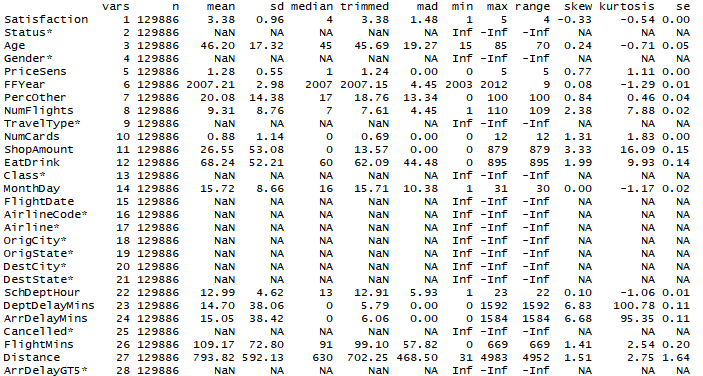 vars n mean sd median trimmed mad min max range skew kurtosis se
Satisfaction 1 129886 3.38 0.96 4 3.38 1.48 1 5 4 -0.33 -0.54 0.00
Status* 2 129886 NaN NA NA NaN NA Inf -Inf -Inf NA NA NA
Age 3 129886 46.20 17.32 45 45.69 19.27 15 85 70 0.24 -0.71 0.05
Gender* 4 129886 NaN NA NA NaN NA Inf -Inf -Inf NA NA NA
PriceSens 5 129886 1.28 0.55 1 1.24 0.00 0 5 5 0.77 1.11 0.00
FFYear 6 129886 2007.21 2.98 2007 2007.15 4.45 2003 2012 9 0.08 -1.29 0.01
PercOther 7 129886 20.08 14.38 17 18.76 13.34 0 100 100 0.84 0.46 0.04
NumFlights 8 129886 9.31 8.76 7 7.61 4.45 1 110 109 2.38 7.88 0.02
TravelType* 9 129886 NaN NA NA NaN NA Inf -Inf -Inf NA NA NA
NumCards 10 129886 0.88 1.14 0 0.69 0.00 0 12 12 1.31 1.83 0.00
ShopAmount 11 129886 26.55 53.08 0 13.57 0.00 0 879 879 3.33 16.09 0.15
EatDrink 12 129886 68.24 52.21 60 62.09 44.48 0 895 895 1.99 9.93 0.14
Class* 13 129886 NaN NA NA NaN NA Inf -Inf -Inf NA NA NA
MonthDay 14 129886 15.72 8.66 16 15.71 10.38 1 31 30 0.00 -1.17 0.02
FlightDate 15 129886 NaN NA NA NaN NA Inf -Inf -Inf NA NA NA
AirlineCode* 16 129886 NaN NA NA NaN NA Inf -Inf -Inf NA NA NA
Airline* 17 129886 NaN NA NA NaN NA Inf -Inf -Inf NA NA NA
OrigCity* 18 129886 NaN NA NA NaN NA Inf -Inf -Inf NA NA NA
OrigState* 19 129886 NaN NA NA NaN NA Inf -Inf -Inf NA NA NA
DestCity* 20 129886 NaN NA NA NaN NA Inf -Inf -Inf NA NA NA
DestState* 21 129886 NaN NA NA NaN NA Inf -Inf -Inf NA NA NA
SchDeptHour 22 129886 12.99 4.62 13 12.91 5.93 1 23 22 0.10 -1.06 0.01
DeptDelayMins 23 129886 14.70 38.06 0 5.79 0.00 0 1592 1592 6.83 100.78 0.11
ArrDelayMins 24 129886 15.05 38.42 0 6.06 0.00 0 1584 1584 6.68 95.35 0.11
Cancelled* 25 129886 NaN NA NA NaN NA Inf -Inf -Inf NA NA NA
FlightMins 26 129886 109.17 72.80 91 99.10 57.82 0 669 669 1.41 2.54 0.20
Distance 27 129886 793.82 592.13 630 702.25 468.50 31 4983 4952 1.51 2.75 1.64
ArrDelayGT5* 28 129886 NaN NA NA NaN NA Inf -Inf -Inf NA NA NA